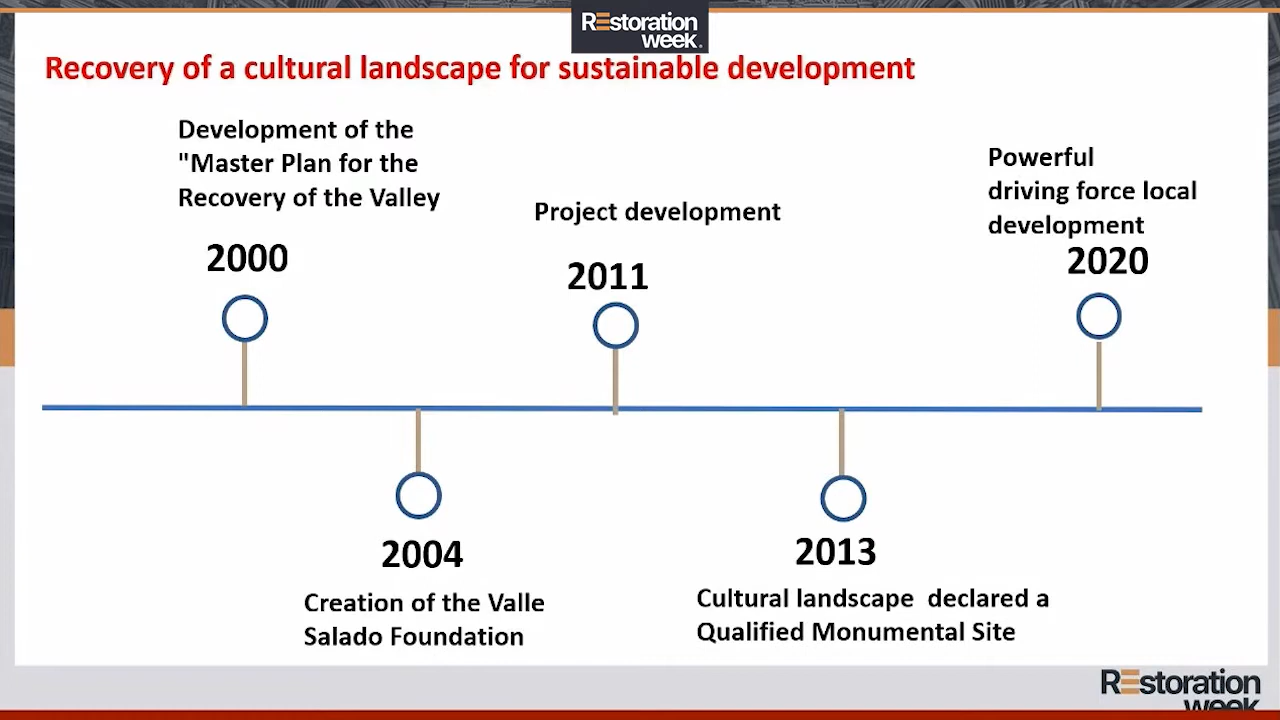 REstoration
week.
Recovery of a cultural landscape for sustainable development
Development of the
"Master Plan for the
Recovery of the Valley
2000
Project development
2011
Powerful
driving force local
development
2020
2004
Creation of the Valle
Salado Foundation
2013
Cultural landscape  declared a
Qualified Monumental Site
REstoration
week